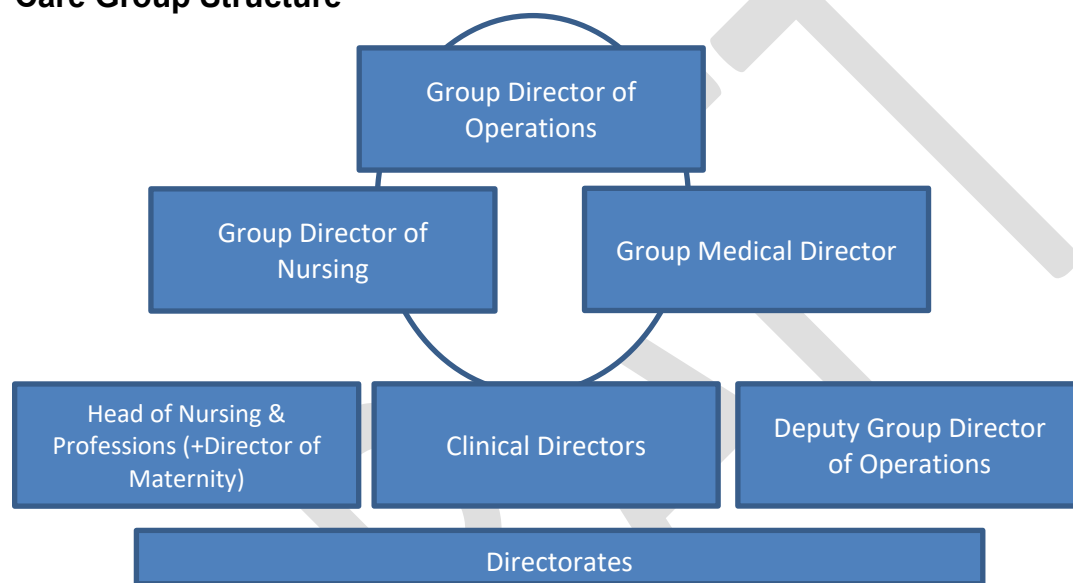 Care Group Structure
Group Director of
Operations
Group Director of
Nursing
Group Medical Director
Head of Nursing &
Professions (+Director of
Maternity)
Clinical Directors
Deputy Group Director
of Operations
Directorates